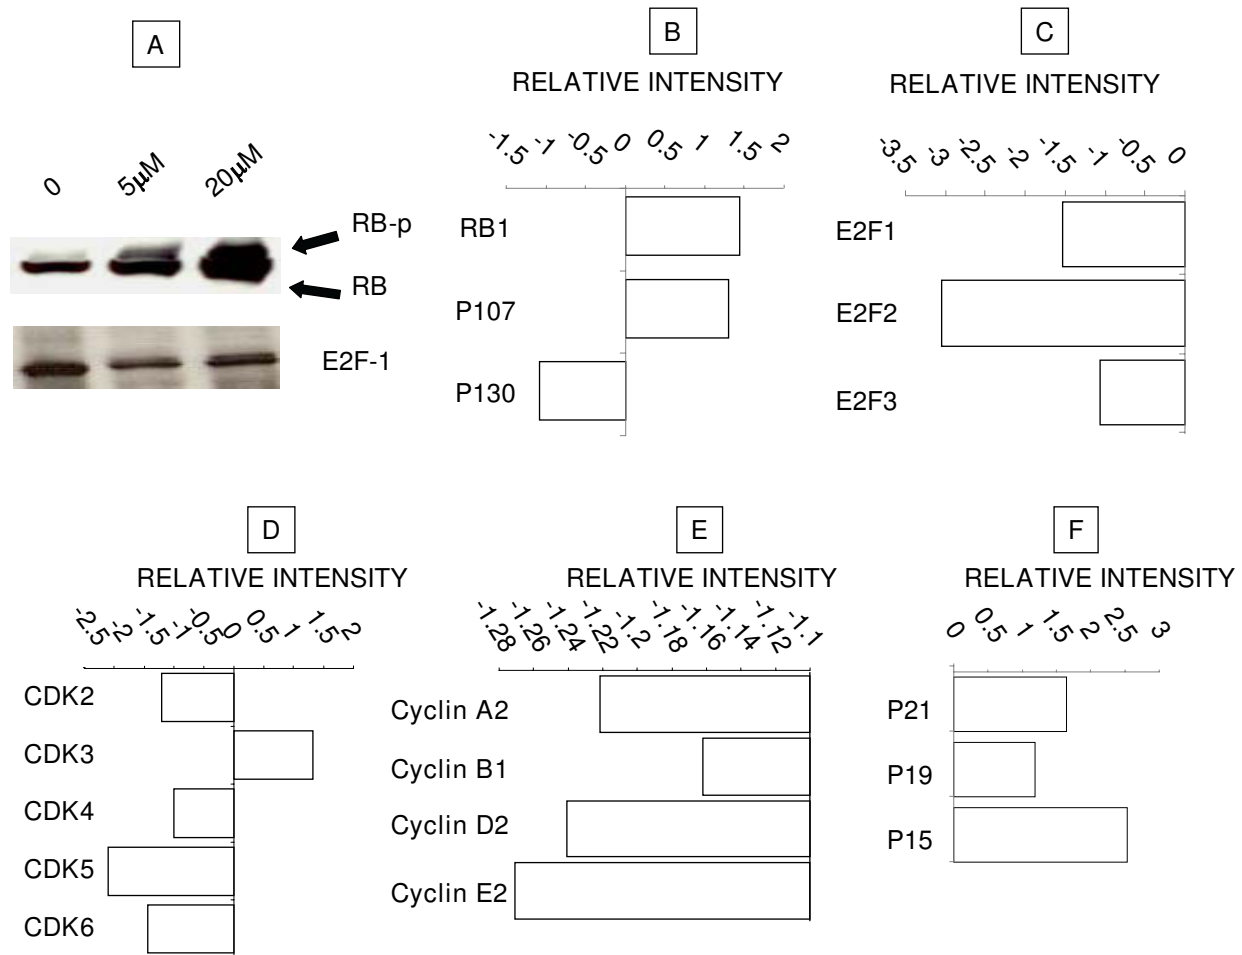 A
0
5µM
20µM
RB-p
RB
E2F-1
B
RELATIVE INTENSITY
-1.5
-1
-0.5
0
0.5
1
1.5
2
RB1
P107
P130
C
RELATIVE INTENSITY
-3.5
-3
-2.5
-2
-1.5
-1
-0.5
0
E2F1
E2F2
E2F3
D
RELATIVE INTENSITY
-2.5
-2
-1.5
-1
-0.5
0
0.5
1
1.5
2
CDK2
CDK3
CDK4
CDK5
CDK6
E
RELATIVE INTENSITY
-1.28
-1.26
-1.24
-1.22
-1.2
-1.18
-1.16
-1.14
-1.12
-1.1
Cyclin A2
Cyclin B1
Cyclin D2
Cyclin E2
F
RELATIVE INTENSITY
0
0.5
1
1.5
2
2.5
3
P21
P19
P15